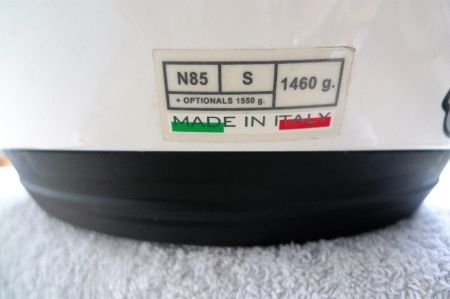 N85 S 1460 g.
+ OPTIONALS 1550 g.
MADE IN ITALY